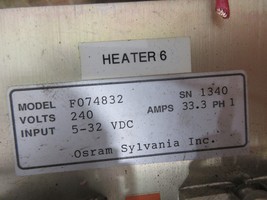 HEATER 6
MODEL F074832 SN 1340
VOLTS 240 AMPS 33.3 PH 1
INPUT 5-32 VDC
Osram Sylvania Inc.